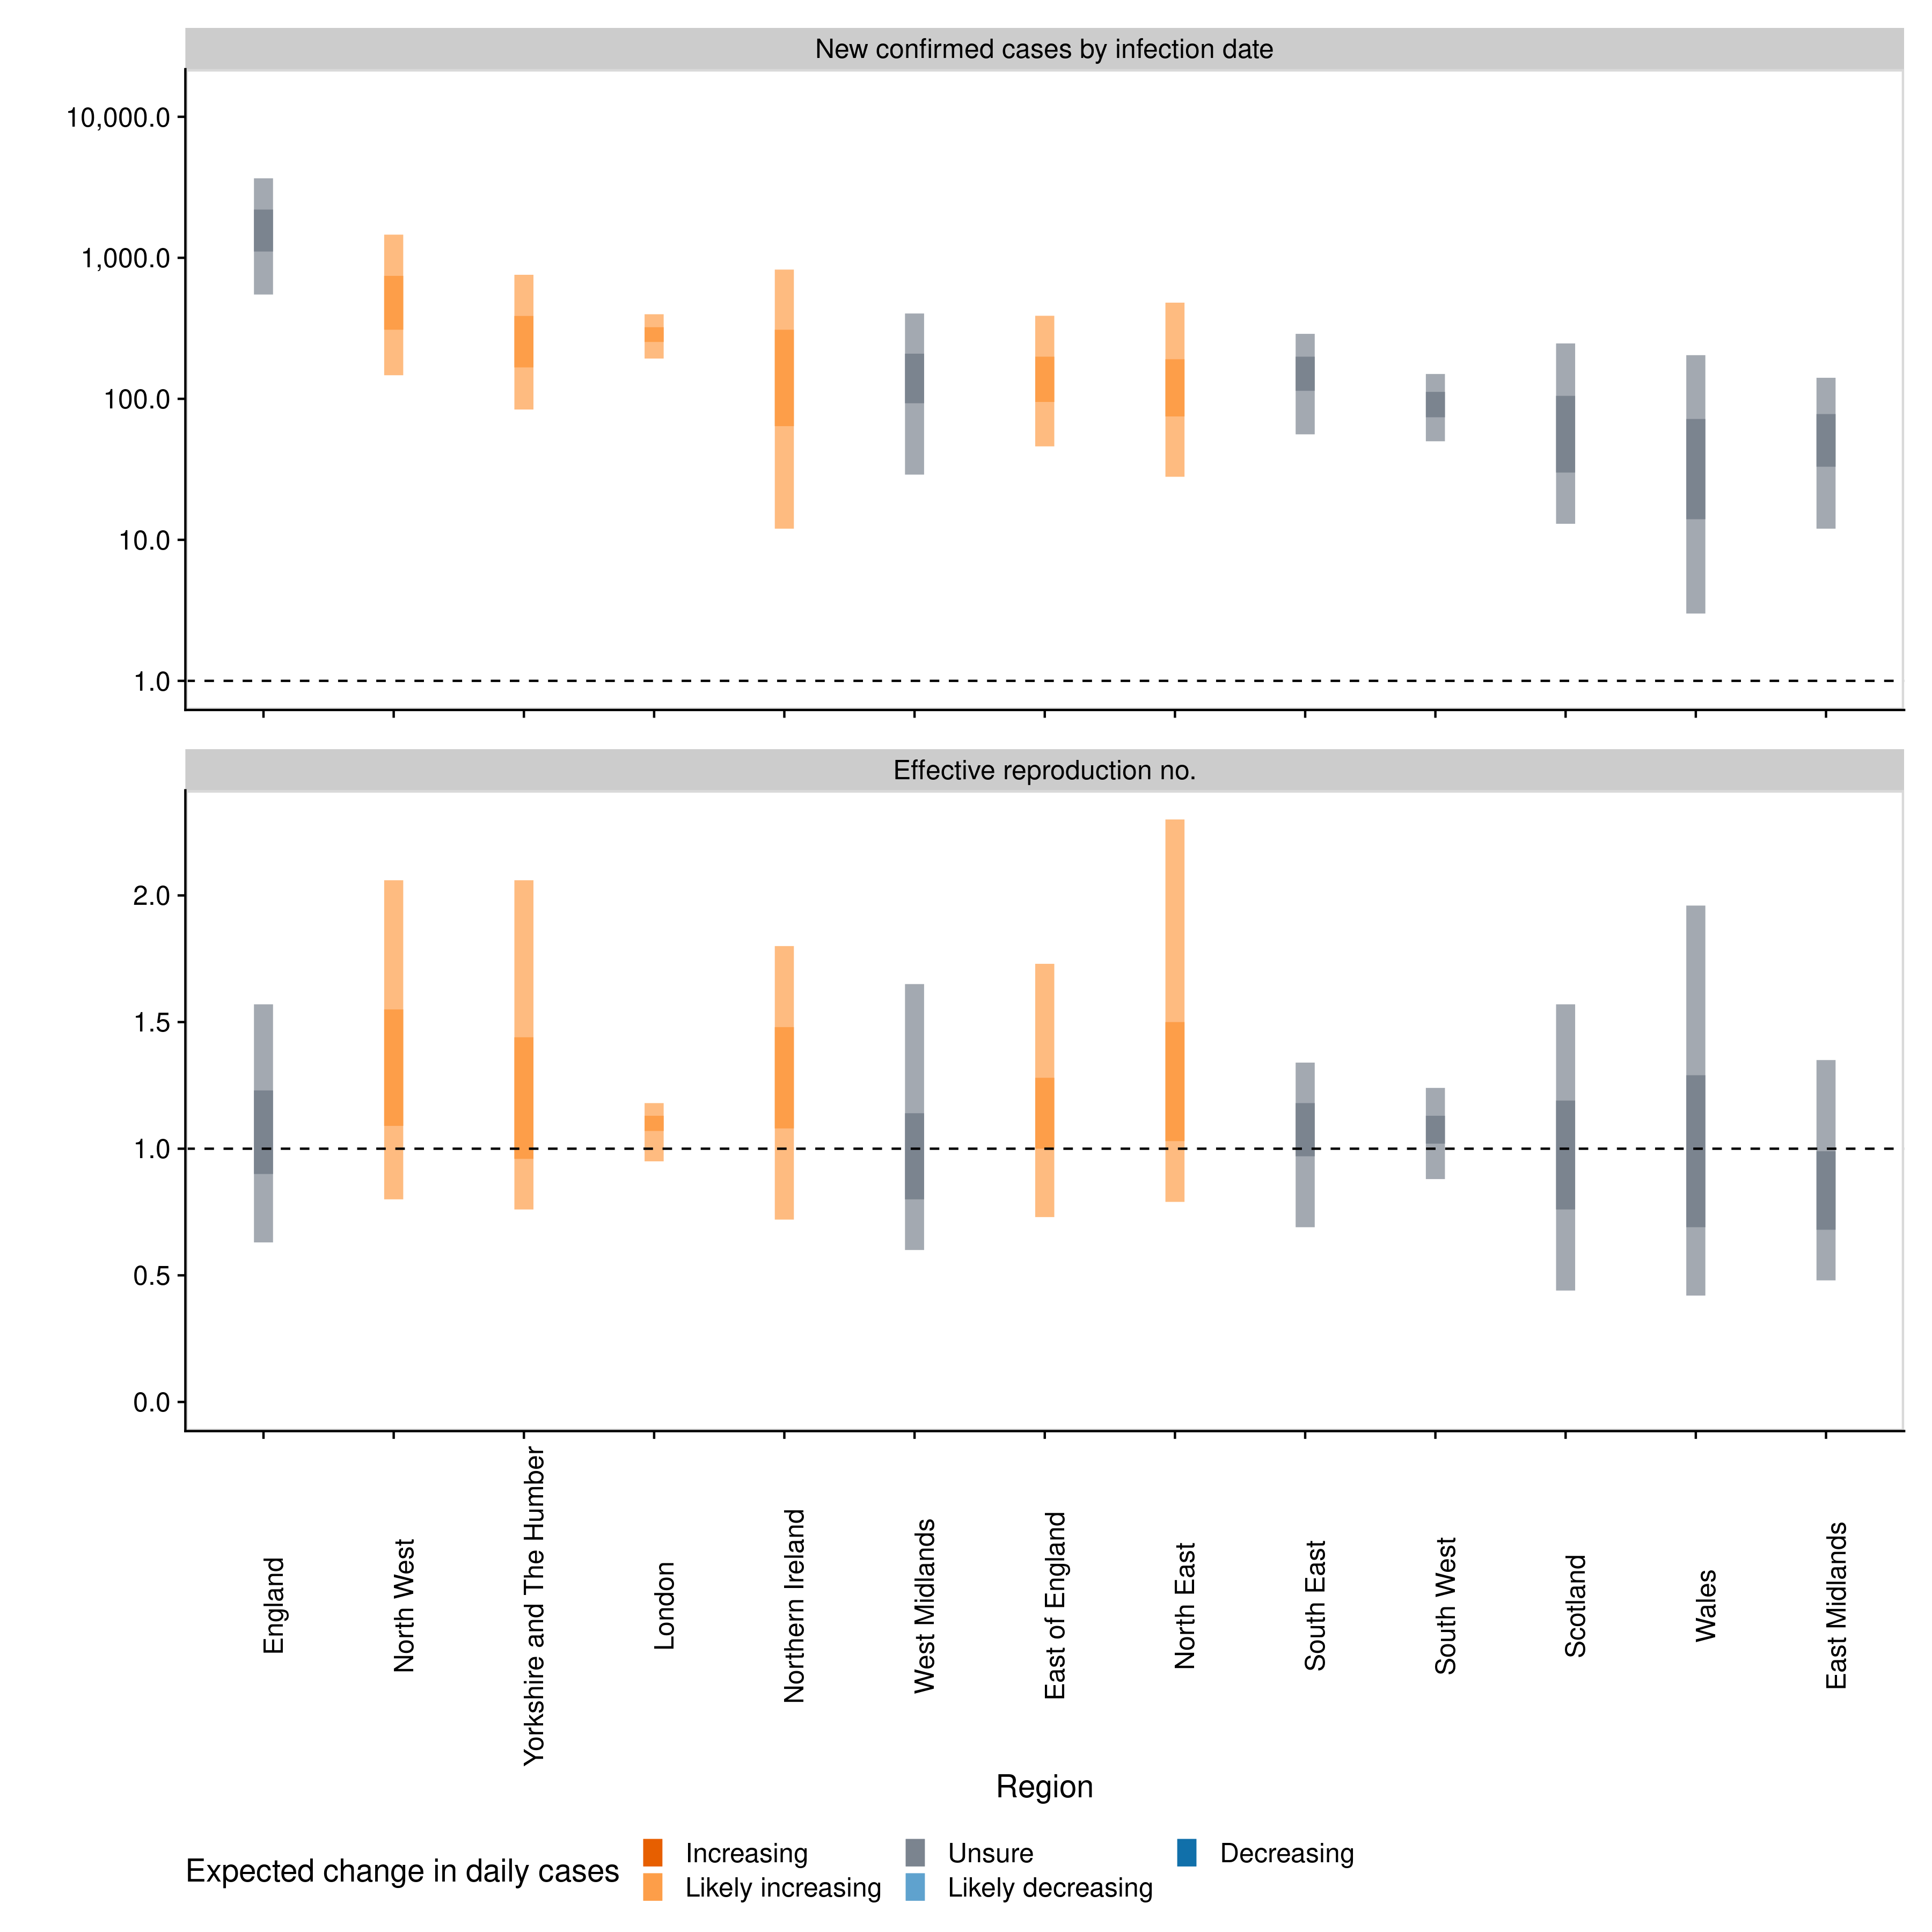 New confirmed cases by infection date
10,000.0
1,000.0
100.0
10.0
1.0
Effective reproduction no.
2.0
1.5
1.0
0.5
0.0
England
North West
Yorkshire and The Humber
London
Northern Ireland
West Midlands
East of England
North East
South East
South West
Scotland
Wales
East Midlands
Region
Expected change in daily cases
Increasing
Unsure
Decreasing
Likely increasing
Likely decreasing